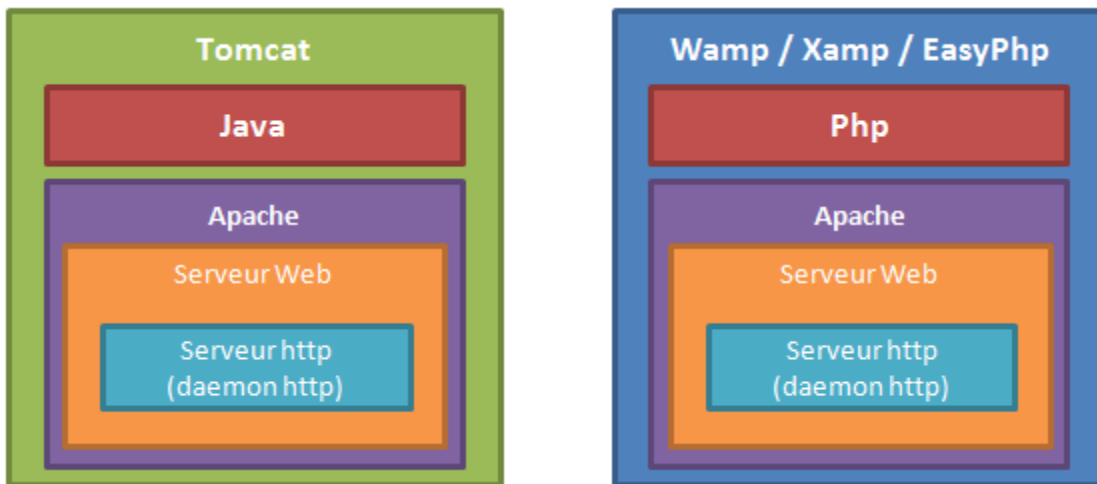 Tomcat
Java
Apache
Serveur Web
Serveur http
(daemon http)
Wamp / Xamp / EasyPhp
Php
Apache
Serveur Web
Serveur http
(daemon http)